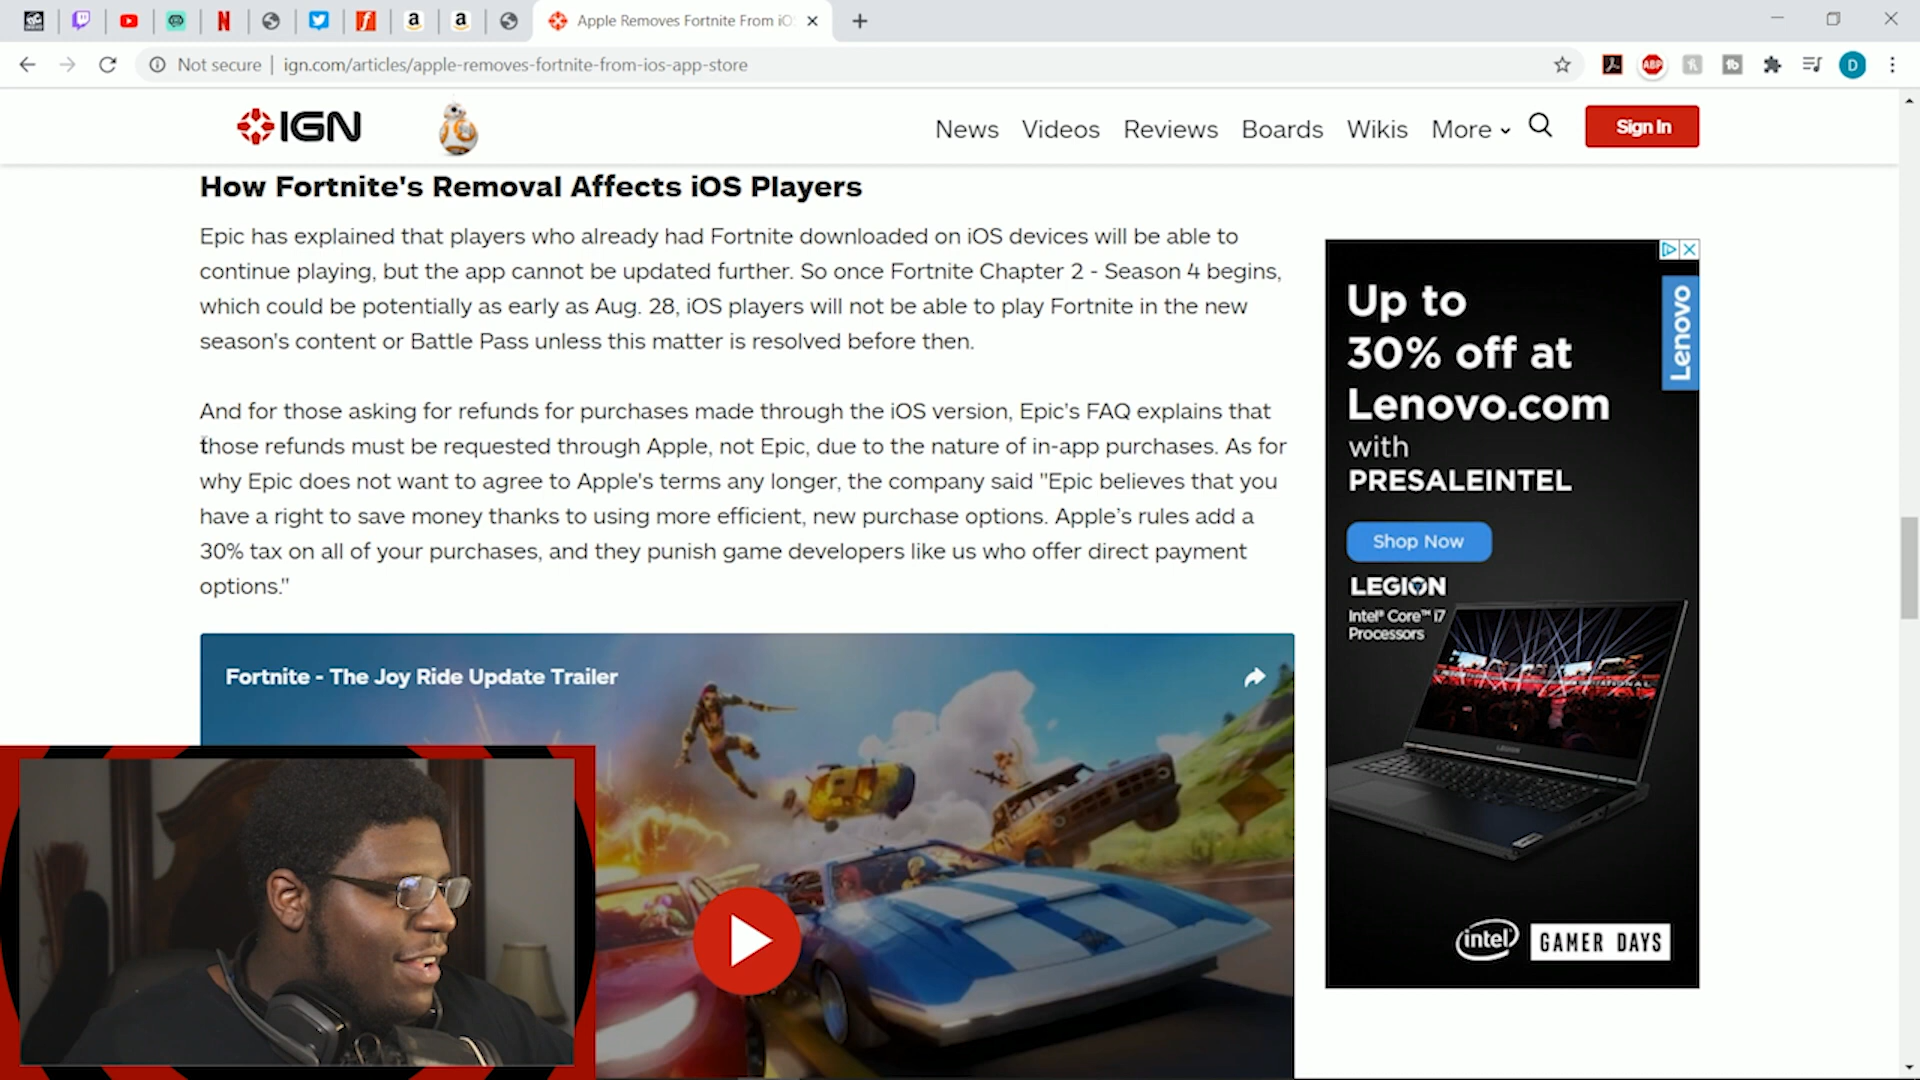 Apple Removes Fortnite From iO
Not secure | ign.com/articles/apple-removes-fortnite-from-ios-app-store
ABP
D
IGN
News Videos Reviews Boards Wikis More
Sign In
How Fortnite's Removal Affects iOS Players
Epic has explained that players who already had Fortnite downloaded on iOS devices will be able to
continue playing, but the app cannot be updated further. So once Fortnite Chapter 2 - Season 4 begins,
which could be potentially as early as Aug. 28, iOS players will not be able to play Fortnite in the new
season's content or Battle Pass unless this matter is resolved before then.
And for those asking for refunds for purchases made through the iOS version, Epic's FAQ explains that
those refunds must be requested through Apple, not Epic, due to the nature of in-app purchases. As for
why Epic does not want to agree to Apple's terms any longer, the company said "Epic believes that you
have a right to save money thanks to using more efficient, new purchase options. Apple’s rules add a
30% tax on all of your purchases, and they punish game developers like us who offer direct payment
options."
Fortnite - The Joy Ride Update Trailer
Up to
30% off at
Lenovo.com
with
PRESALEINTEL
Lenovo
Shop Now
LEGION
Intel® Core™ i7
Processors
LEGION
intel
GAMER DAYS